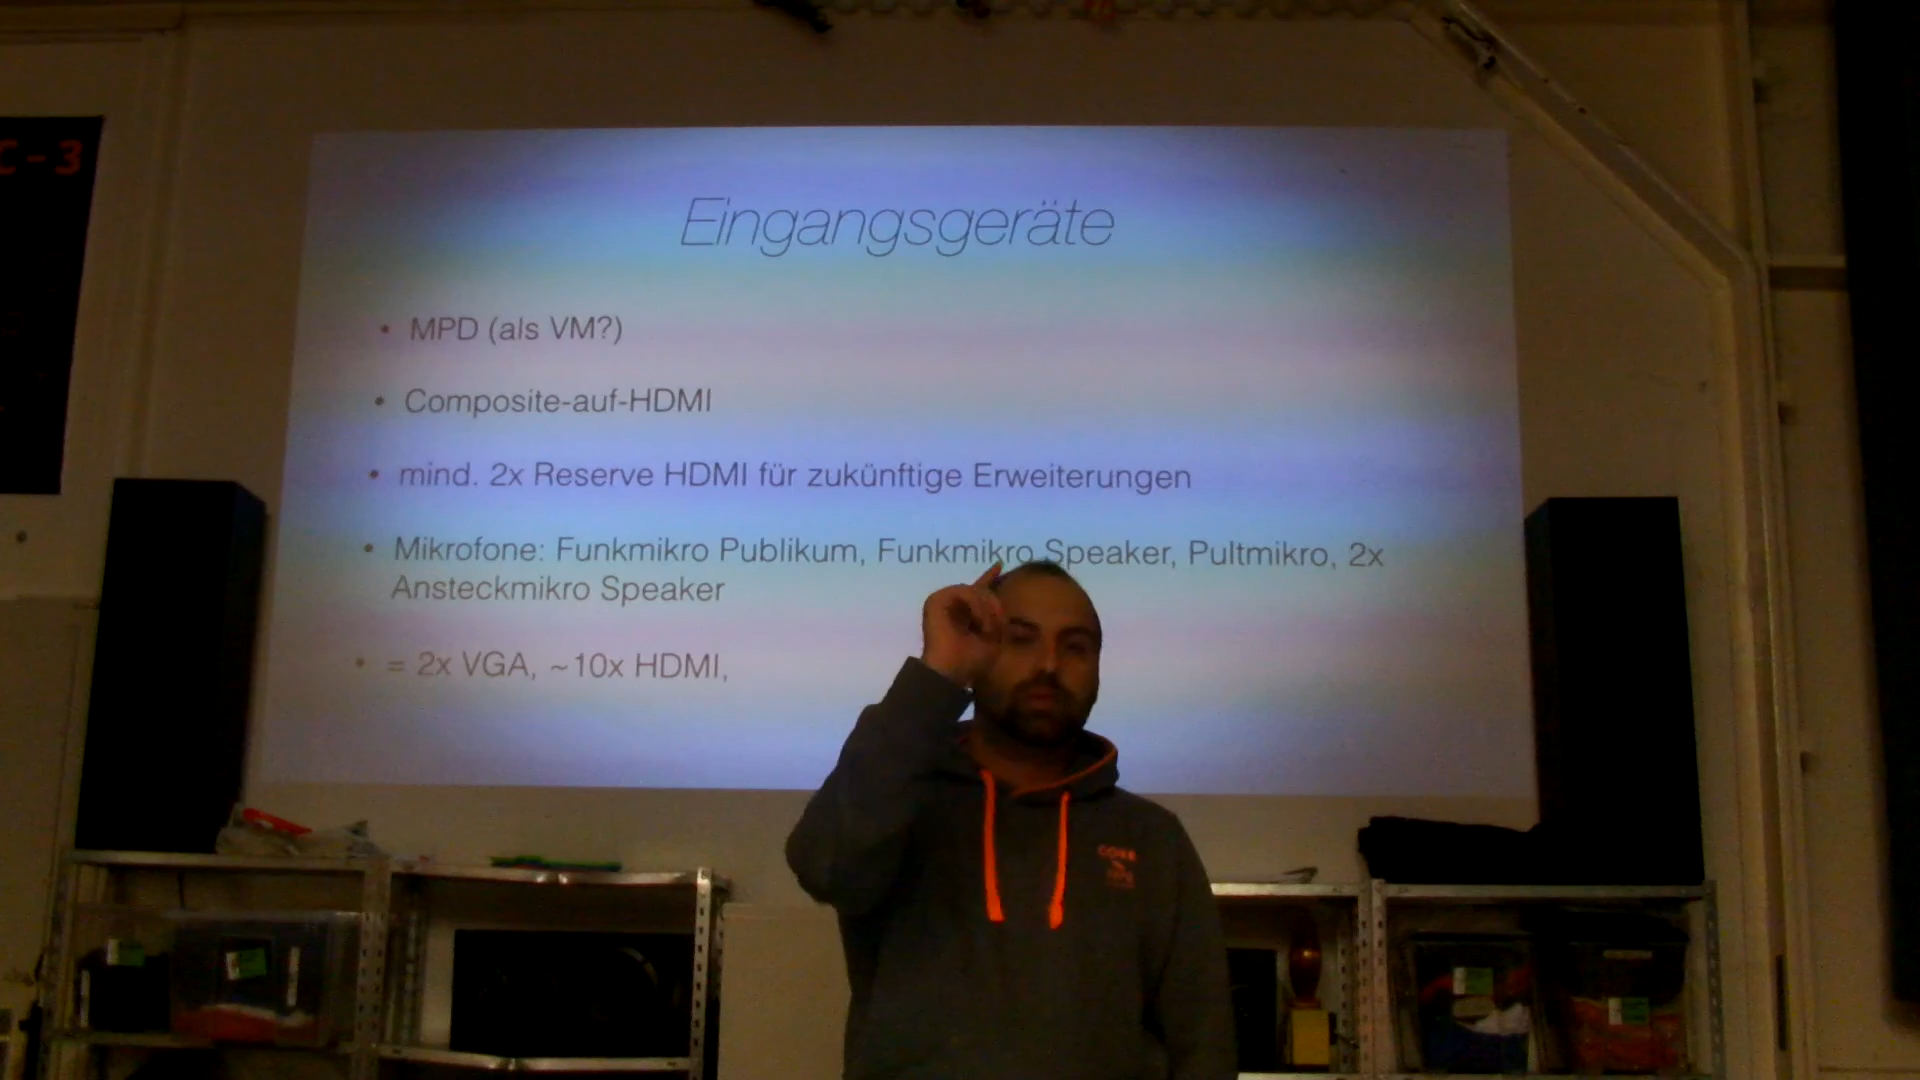 C-3
Eingangsgeräte
• MPD (als VM?)
• Composite-auf-HDMI
• mind. 2x Reserve HDMI für zukünftige Erweiterungen
• Mikrofone: Funkmikro Publikum, Funkmikro Speaker, Pultmikro, 2x
Ansteckmikro Speaker
• = 2x VGA, ~10x HDMI,